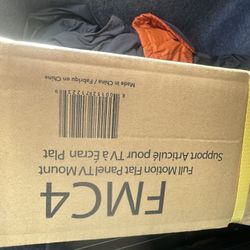 FMC4
Full Motion Flat Panel TV Mount
Support Articulé pour TV à Écran Plat
Made in China / Fabriqué en Chine